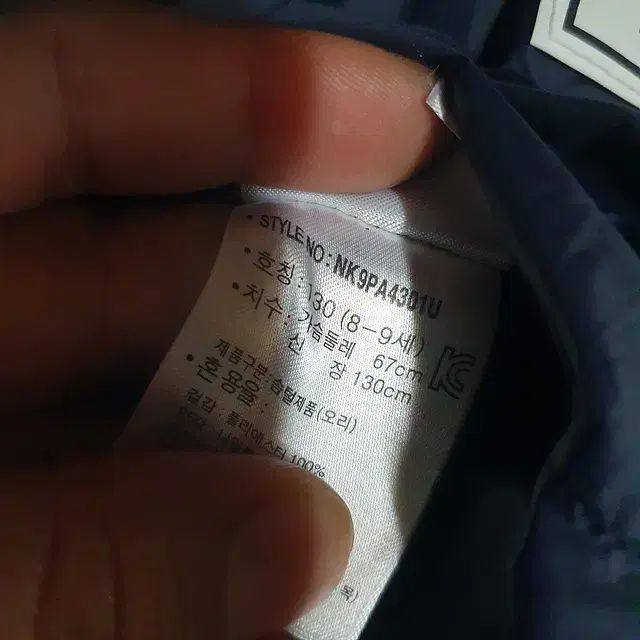 • STYLE NO : NK9PA4301U
• 호칭 : 130 (8-9세)
• 치수 : 가슴둘레 67cm
신 장 130cm
제품구분 : 솜털제품(오리)
• 혼용율 :
겉감 : 폴리에스터 100%
목)